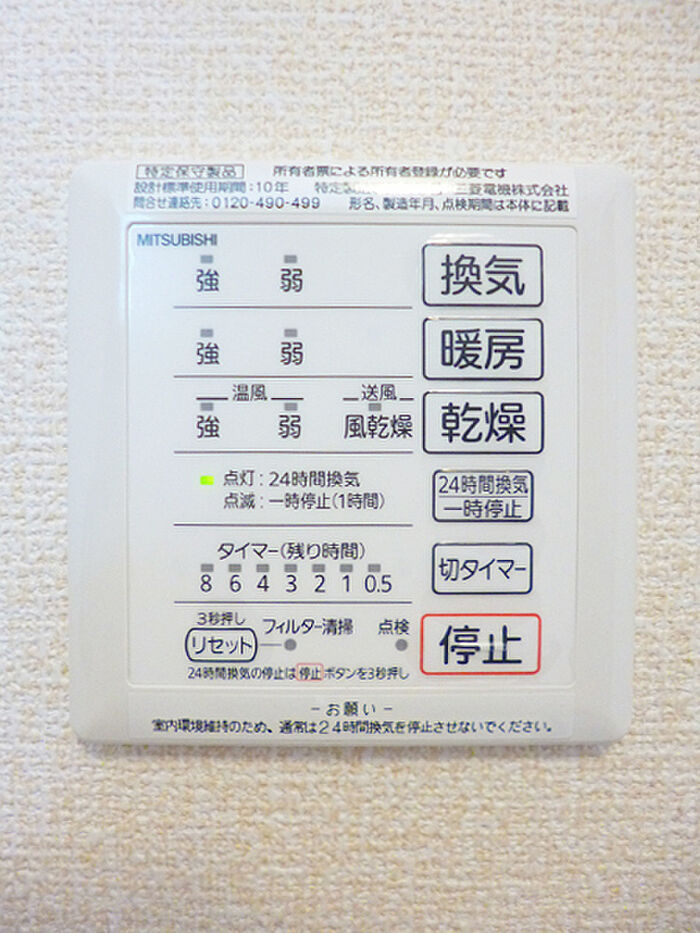 特定保守製品 所有者票による所有者登録が必要です
設計標準使用期間:10年 特定製 三菱電機株式会社
問合せ連絡先:0120-490-499 形名、製造年月、点検期間は本体に記載
MITSUBISHI
強 弱 換気
強 弱 暖房
温風 送風
強 弱 風乾燥 乾燥
点灯:24時間換気
点滅:一時停止(1時間)
24時間換気
一時停止
タイマー(残り時間)
8 6 4 3 2 1 0.5
切タイマー
3秒押し
リセット フィルター清掃 点検
停止
24時間換気の停止は停止ボタンを3秒押し
-お願い-
室内環境維持のため、通常は24時間換気を停止させないでください。